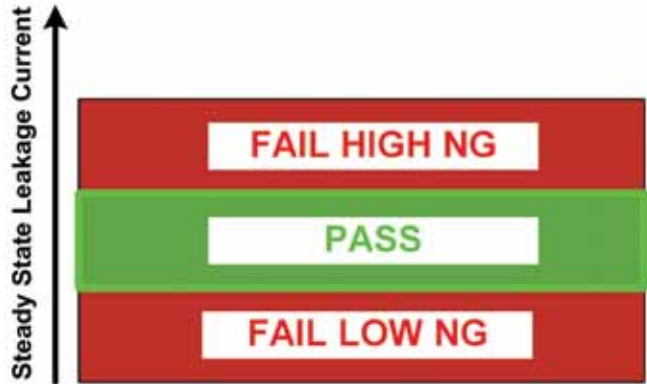 Steady State Leakage Current
FAIL HIGH NG
PASS
FAIL LOW NG